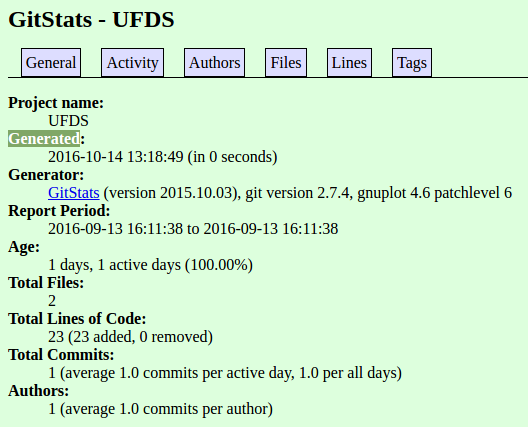 GitStats - UFDS
General Activity Authors Files Lines Tags
Project name:
UFDS
Generated:
2016-10-14 13:18:49 (in 0 seconds)
Generator:
GitStats (version 2015.10.03), git version 2.7.4, gnuplot 4.6 patchlevel 6
Report Period:
2016-09-13 16:11:38 to 2016-09-13 16:11:38
Age:
1 days, 1 active days (100.00%)
Total Files:
2
Total Lines of Code:
23 (23 added, 0 removed)
Total Commits:
1 (average 1.0 commits per active day, 1.0 per all days)
Authors:
1 (average 1.0 commits per author)